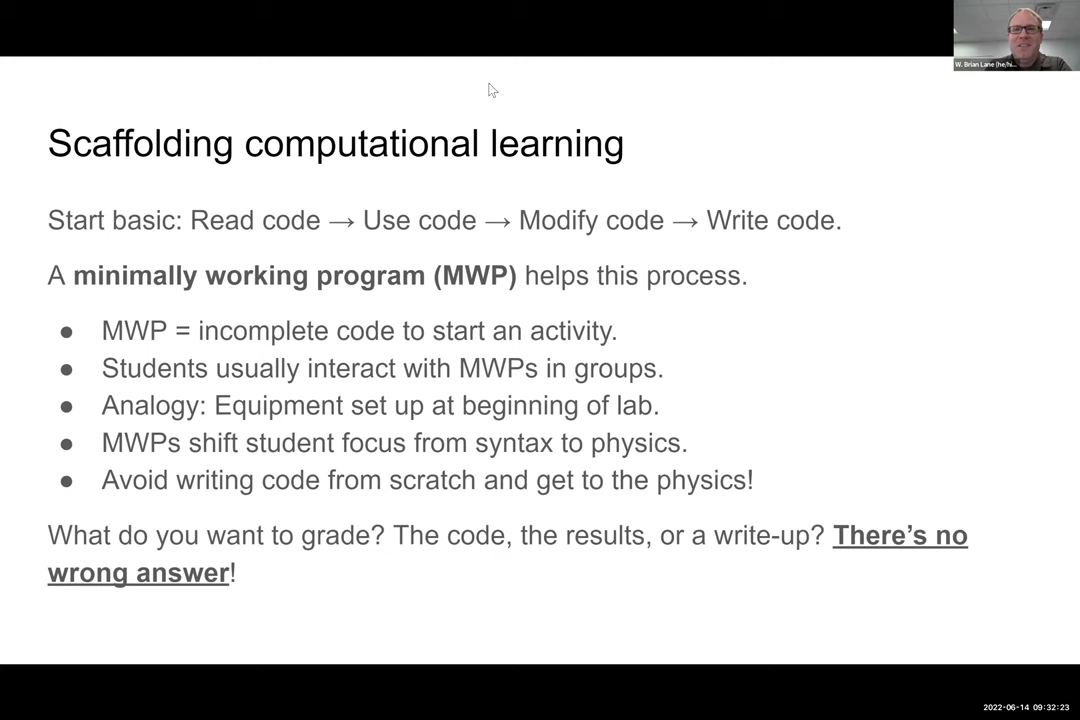 W. Brian Lane (he/hi...
Scaffolding computational learning
Start basic: Read code → Use code → Modify code → Write code.
A minimally working program (MWP) helps this process.
● MWP = incomplete code to start an activity.
● Students usually interact with MWPs in groups.
● Analogy: Equipment set up at beginning of lab.
● MWPs shift student focus from syntax to physics.
● Avoid writing code from scratch and get to the physics!
What do you want to grade? The code, the results, or a write-up? There’s no
wrong answer!
2022-06-14 09:32:23